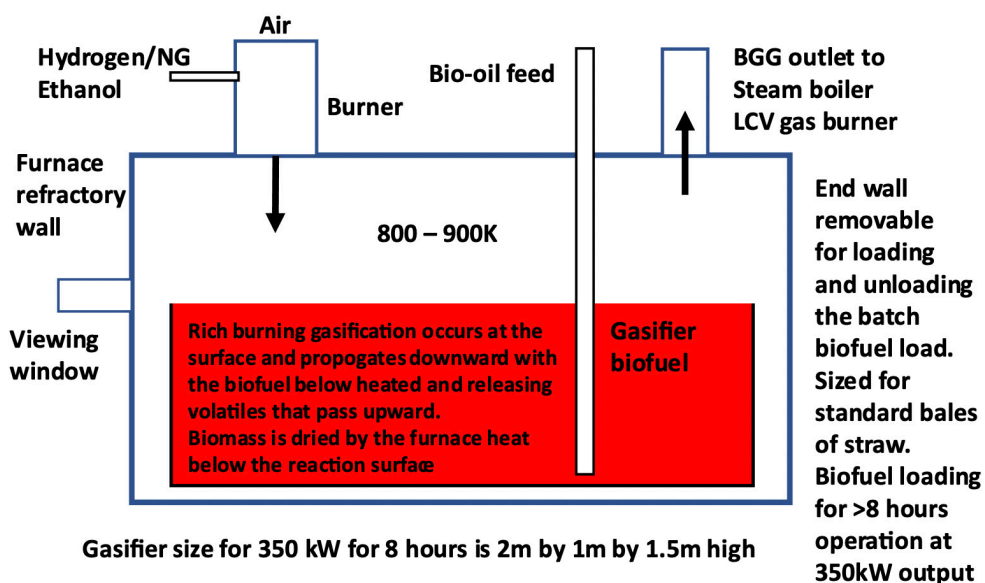 Air
Hydrogen/NG
Ethanol
Burner
Bio-oil feed
BGG outlet to
Steam boiler
LCV gas burner
Furnace
refractory
wall
800 – 900K
Viewing
window
Rich burning gasification occurs at the
surface and propogates downward with
the biofuel below heated and releasing
volatiles that pass upward.
Biomass is dried by the furnace heat
below the reaction surface
Gasifier
biofuel
End wall
removable
for loading
and unloading
the batch
biofuel load.
Sized for
standard bales
of straw.
Biofuel loading
for >8 hours
operation at
350kW output
Gasifier size for 350 kW for 8 hours is 2m by 1m by 1.5m high